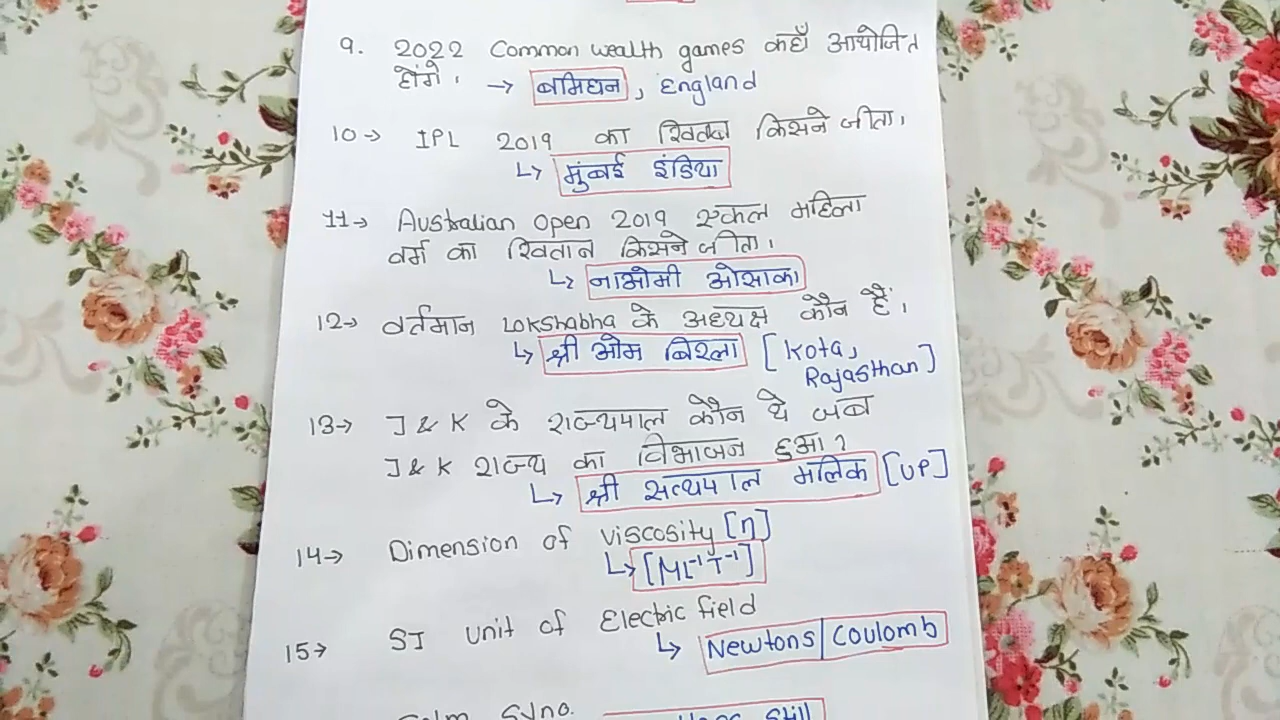 9. 2022 Common wealth games कहाँ आयोजित
होंगे। → बर्मिघन, England
10→ IPL 2019 का खिताब किसने जीता।
↳ मुंबई इंडिया
11→ Australian Open 2019 एकल महिला
वर्ग का खिताब किसने जीता।
↳ नाओमी ओसाका
12→ वर्तमान Lokshabha के अध्यक्ष कौन हैं।
↳ श्री ओम बिरला [Kota,
Rajasthan]
13→ J & K के राज्यपाल कौन थे जब
J & K राज्य का विभाजन हुआ?
↳ श्री सत्यपाल मलिक [UP]
14→ Dimension of viscosity [η]
↳ [ML⁻¹T⁻¹]
15→ SI unit of Electric field
↳ Newtons/Coulomb